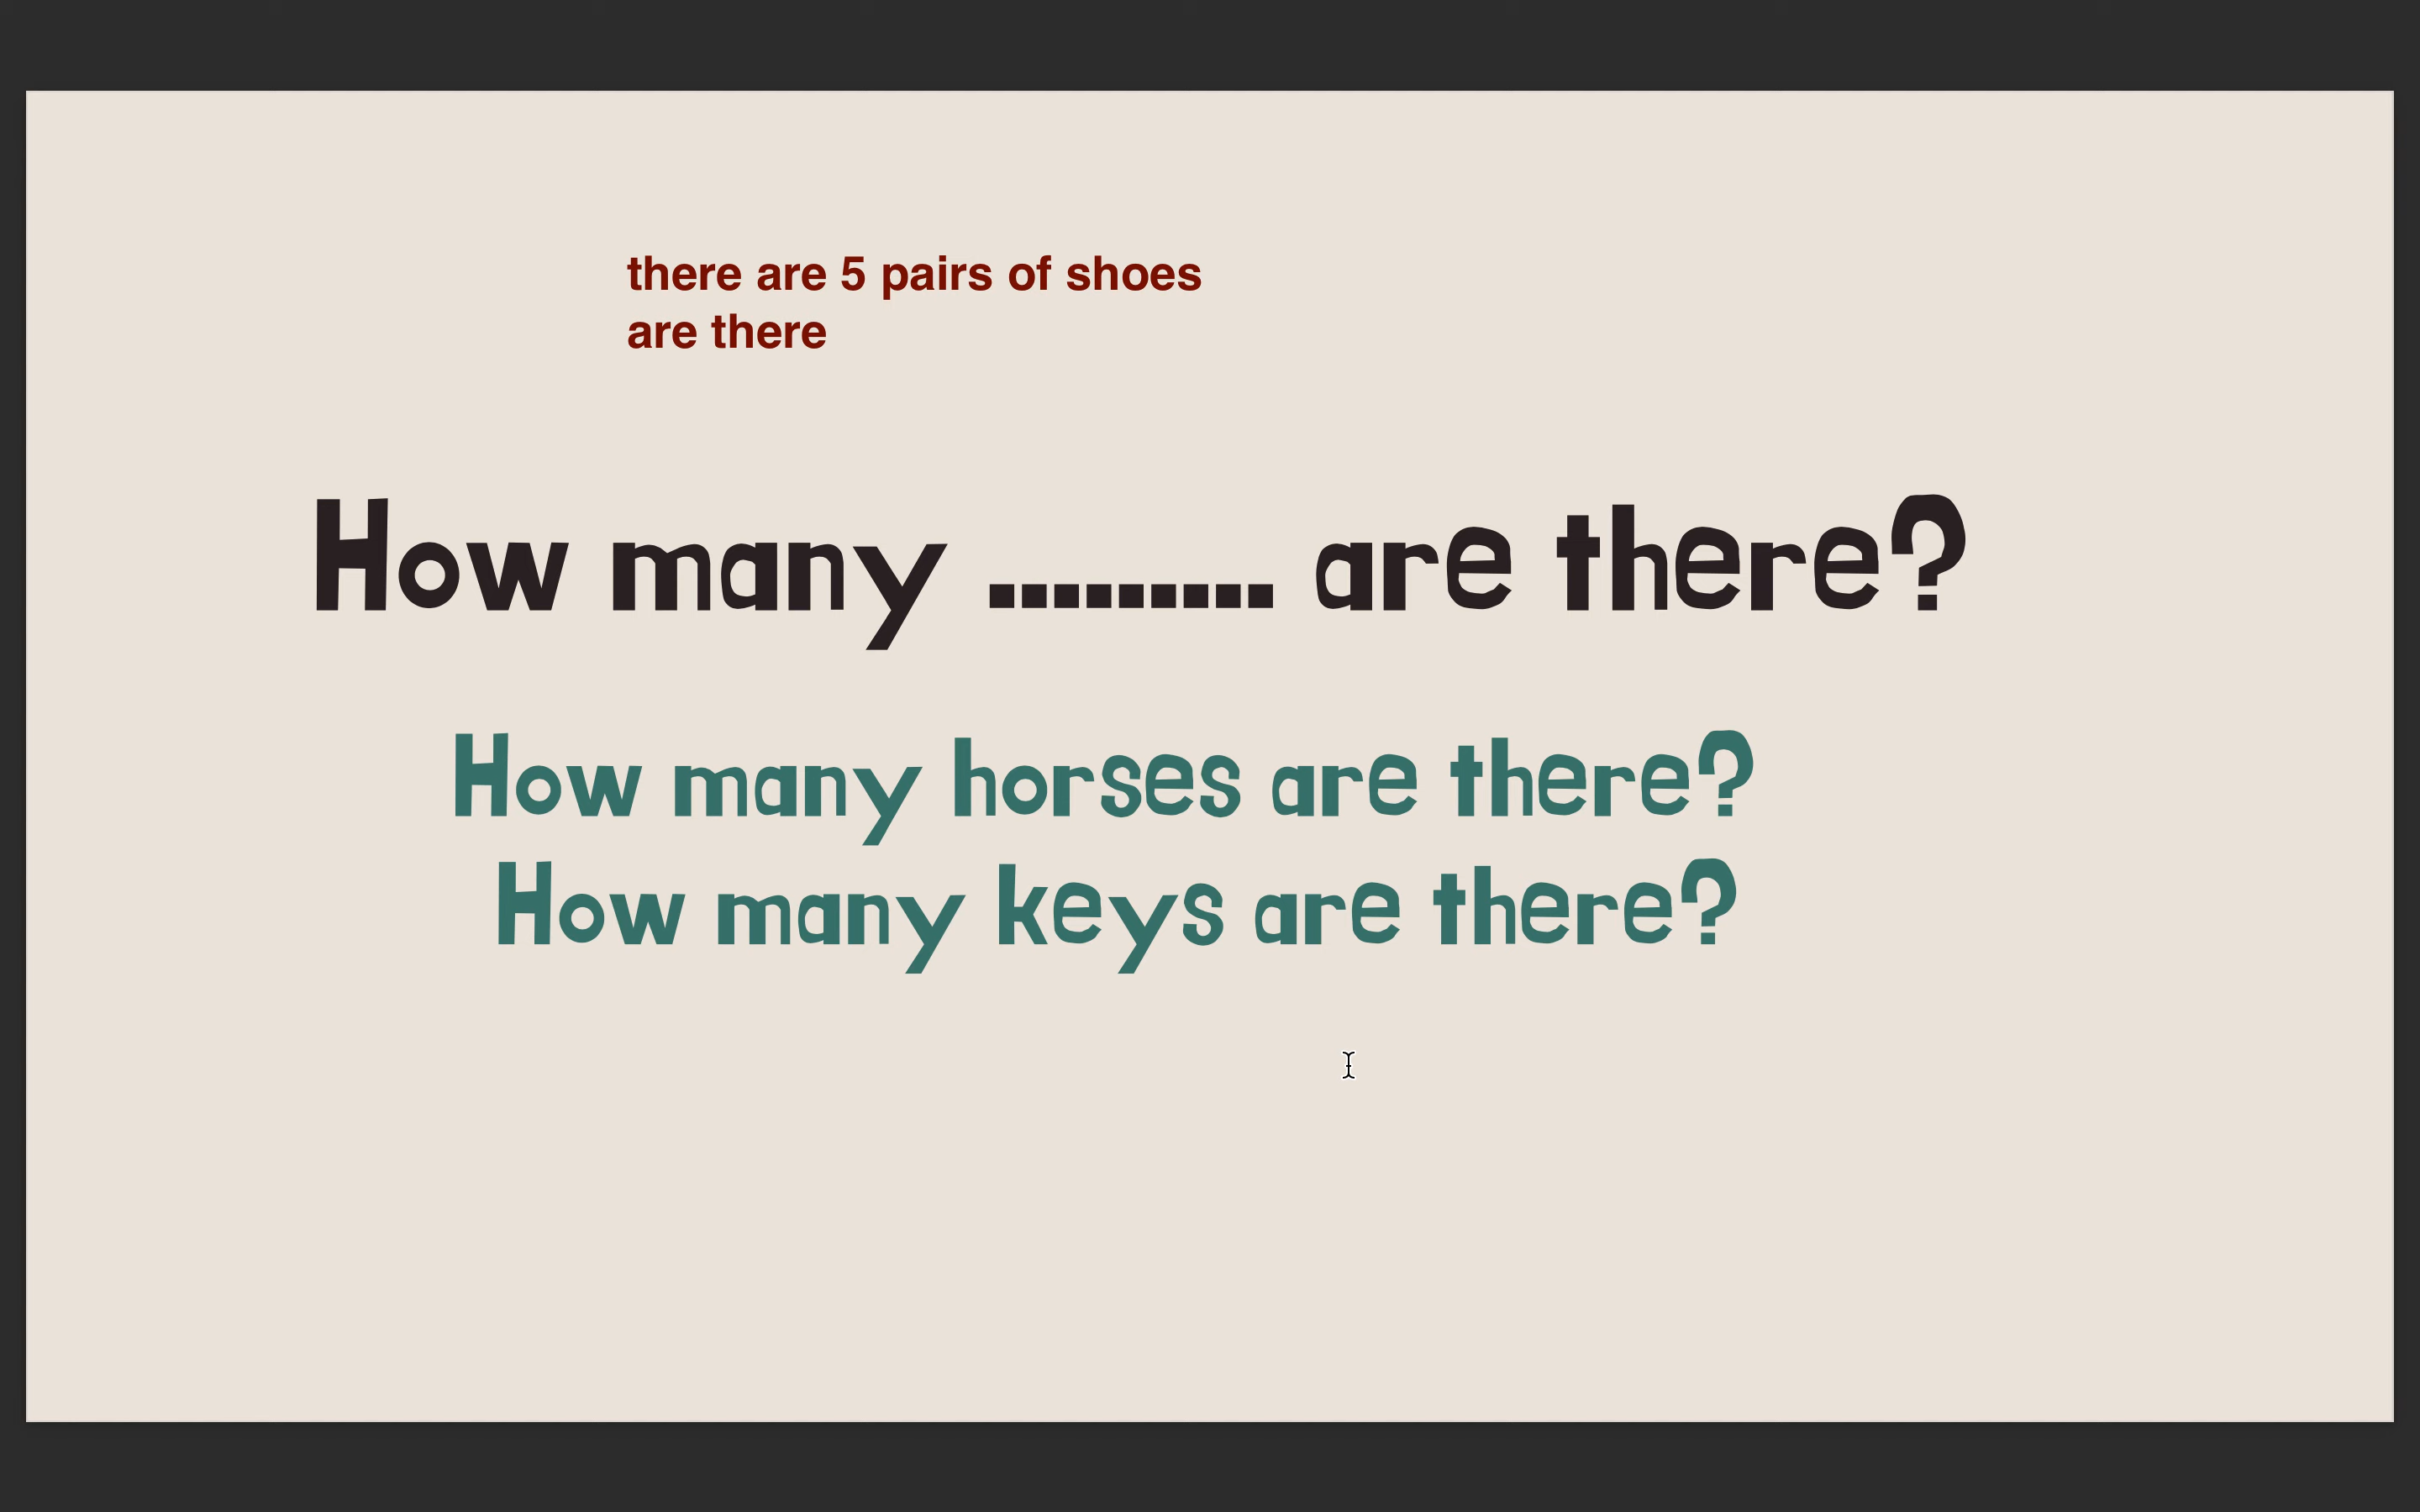 there are 5 pairs of shoes
are there
How many ......... are there?
How many horses are there?
How many keys are there?